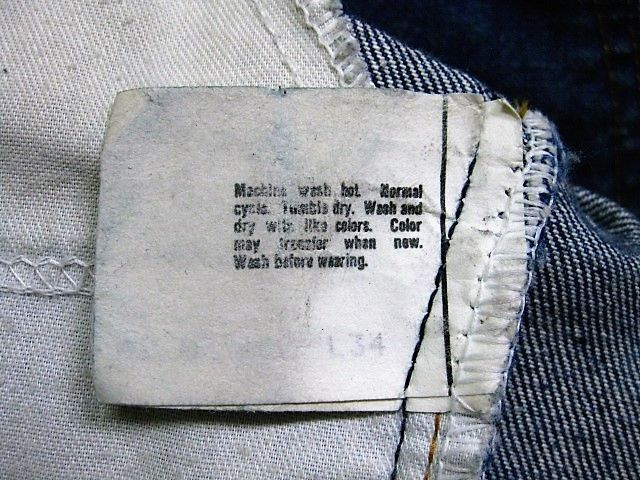 Machine wash hot. Normal
cycle. Tumble dry. Wash and
dry with like colors. Color
may transfer when new.
Wash before wearing.
L34